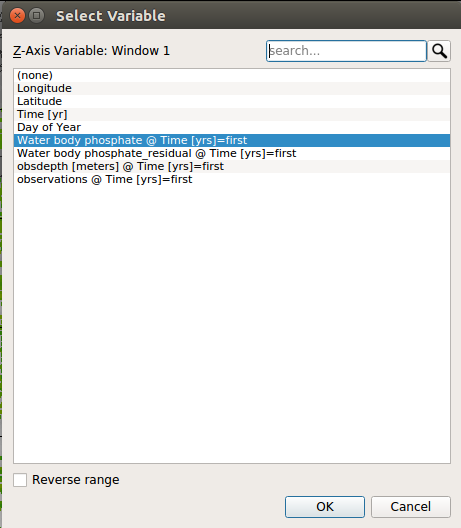 Select Variable
Z-Axis Variable: Window 1
search...
(none)
Longitude
Latitude
Time [yr]
Day of Year
Water body phosphate @ Time [yrs]=first
Water body phosphate_residual @ Time [yrs]=first
obsdepth [meters] @ Time [yrs]=first
observations @ Time [yrs]=first
Reverse range
OK
Cancel